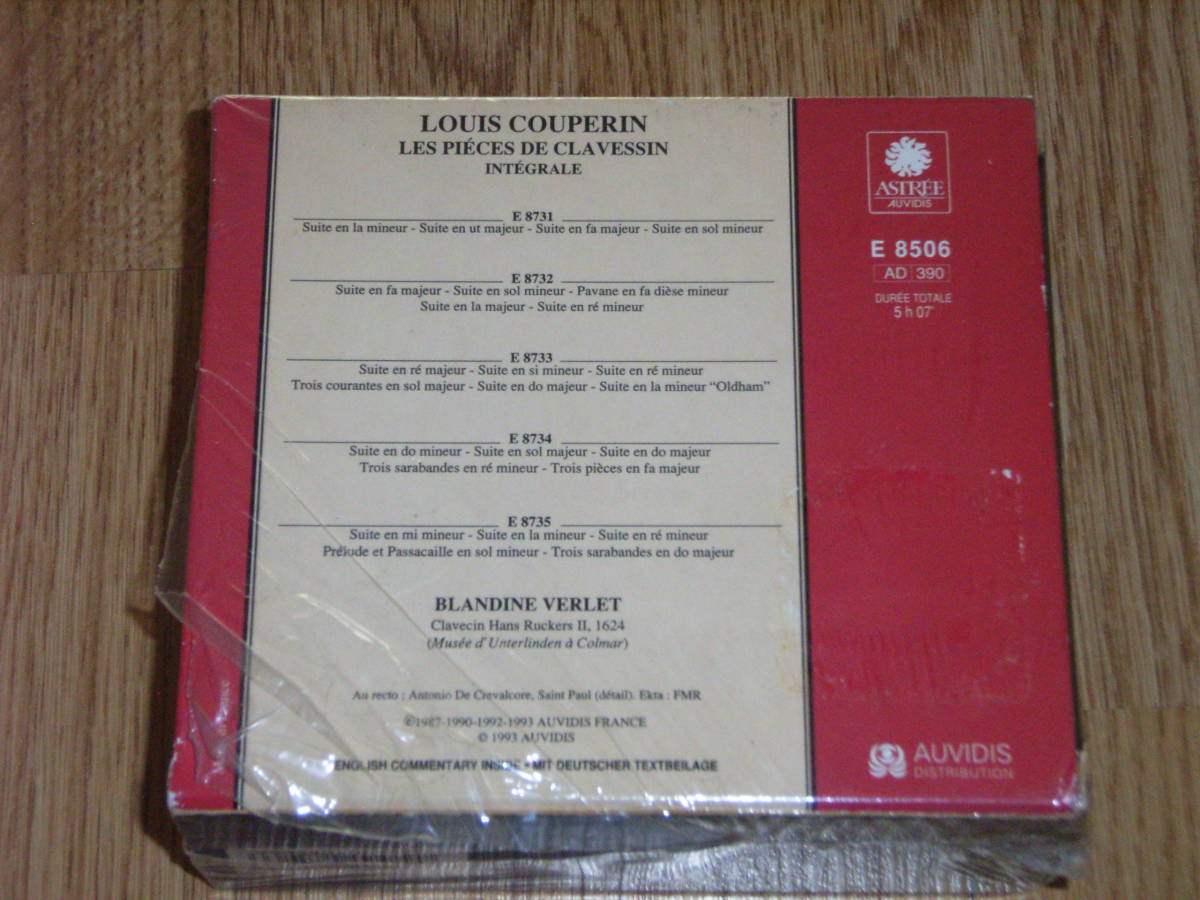 LOUIS COUPERIN
LES PIÉCES DE CLAVESSIN
INTÉGRALE
E 8731
Suite en la mineur - Suite en ut majeur - Suite en fa majeur - Suite en sol mineur
E 8732
Suite en fa majeur - Suite en sol mineur - Pavane en fa dièse mineur
Suite en la majeur - Suite en ré mineur
E 8733
Suite en ré majeur - Suite en si mineur - Suite en ré mineur
Trois courantes en sol majeur - Suite en do majeur - Suite en la mineur “Oldham”
E 8734
Suite en do mineur - Suite en sol majeur - Suite en do majeur
Trois sarabandes en ré mineur - Trois pièces en fa majeur
E 8735
Suite en mi mineur - Suite en la mineur - Suite en ré mineur
Prélude et Passacaille en sol mineur - Trois sarabandes en do majeur
BLANDINE VERLET
Clavecin Hans Ruckers II, 1624
(Musée d'Unterlinden à Colmar)
Au recto : Antonio De Crevalcore, Saint Paul (détail). Ekta : FMR
℗1987-1990-1992-1993 AUVIDIS FRANCE
© 1993 AUVIDIS
ENGLISH COMMENTARY INSIDE • MIT DEUTSCHER TEXTBEILAGE
ASTRÉE
AUVIDIS
E 8506
AD 390
DURÉE TOTALE
5 h 07'
AUVIDIS
DISTRIBUTION